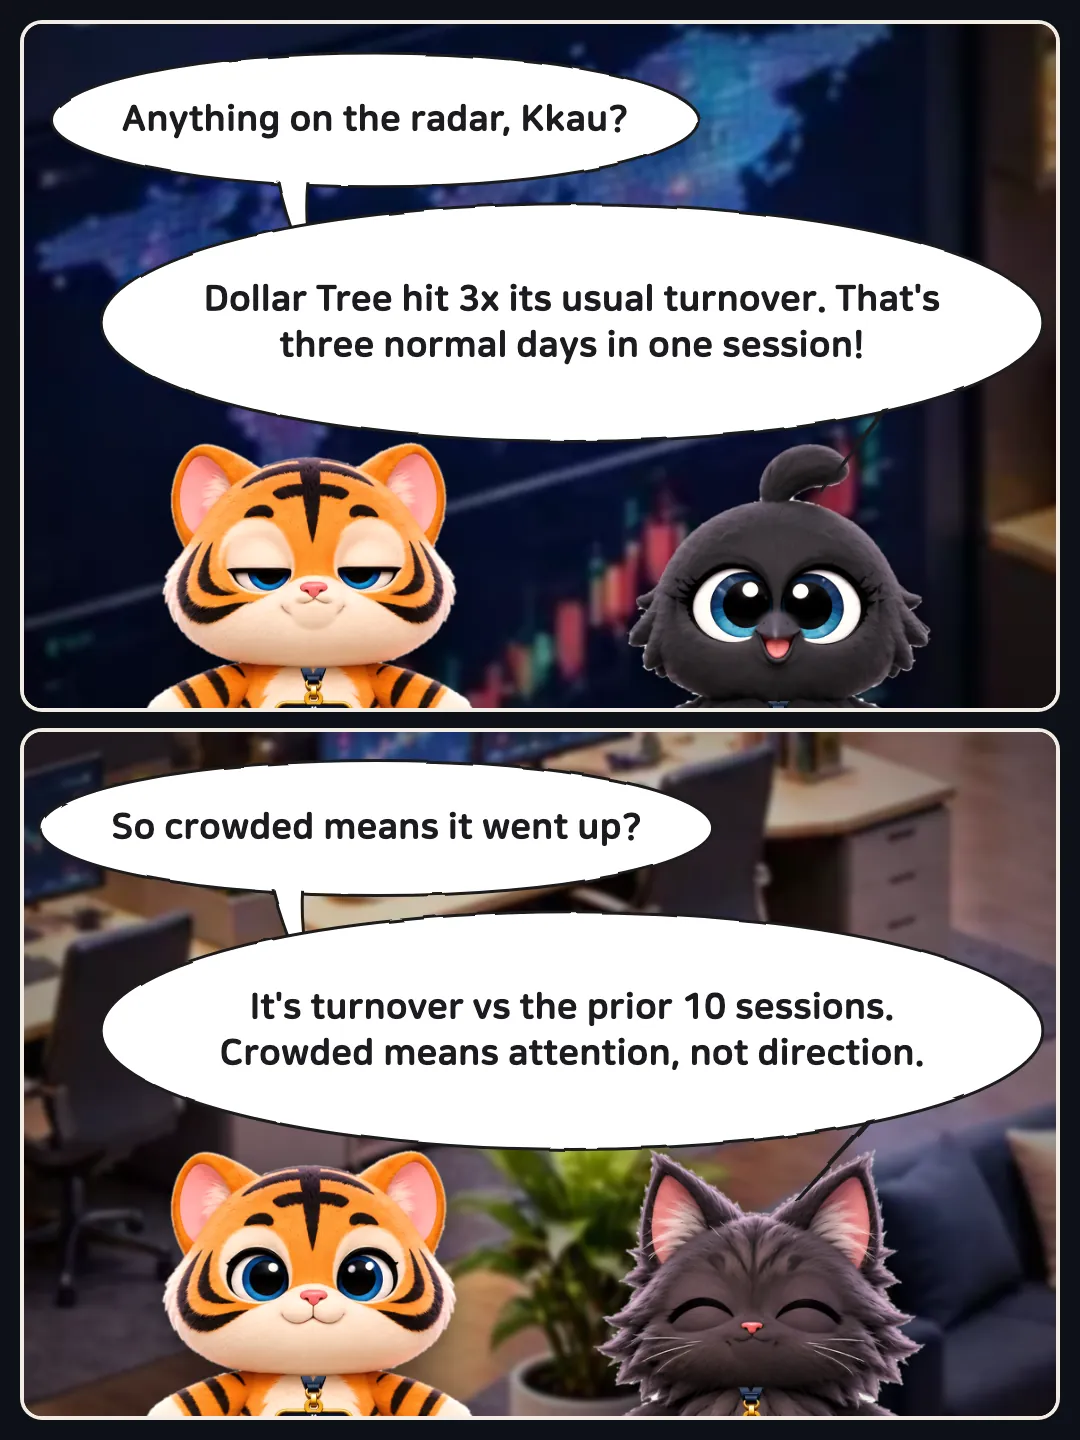 Anything on the radar, Kkau?
Dollar Tree hit 3x its usual turnover. That's
three normal days in one session!
So crowded means it went up?
It's turnover vs the prior 10 sessions.
Crowded means attention, not direction.